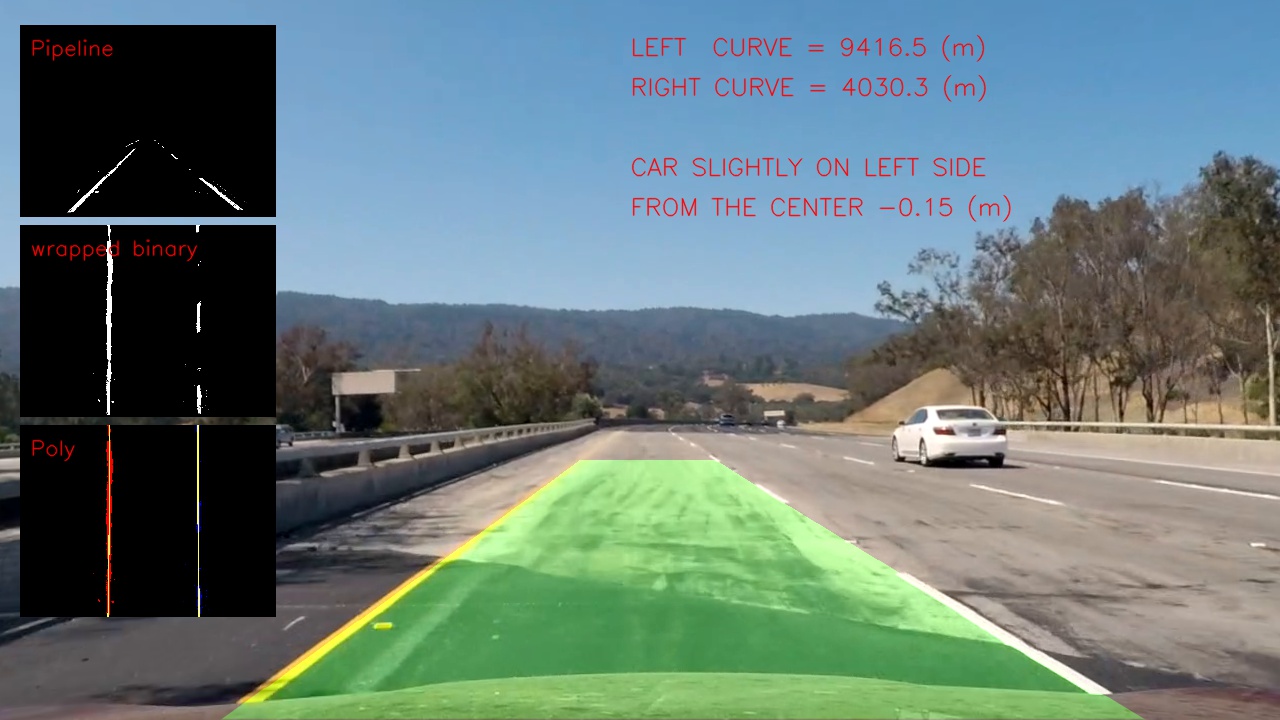 Pipeline
wrapped binary
Poly
LEFT CURVE = 9416.5 (m)
RIGHT CURVE = 4030.3 (m)
CAR SLIGHTLY ON LEFT SIDE
FROM THE CENTER -0.15 (m)